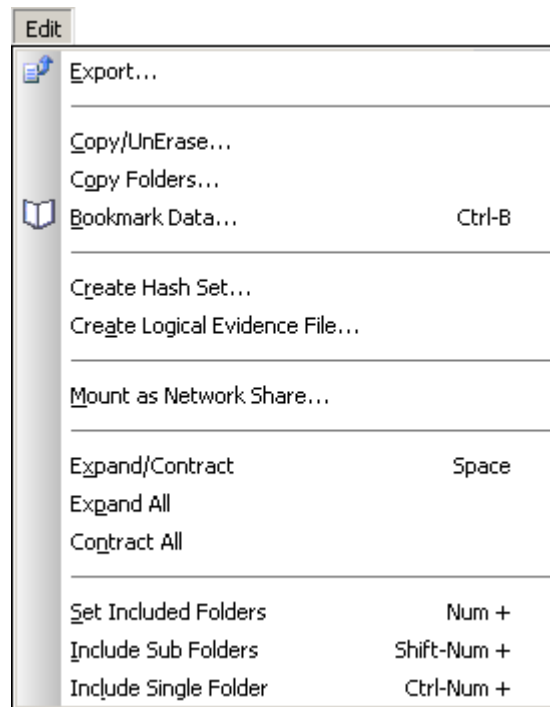 Edit
Export...
Copy/UnErase...
Copy Folders...
Bookmark Data... Ctrl-B
Create Hash Set...
Create Logical Evidence File...
Mount as Network Share...
Expand/Contract Space
Expand All
Contract All
Set Included Folders Num +
Include Sub Folders Shift-Num +
Include Single Folder Ctrl-Num +